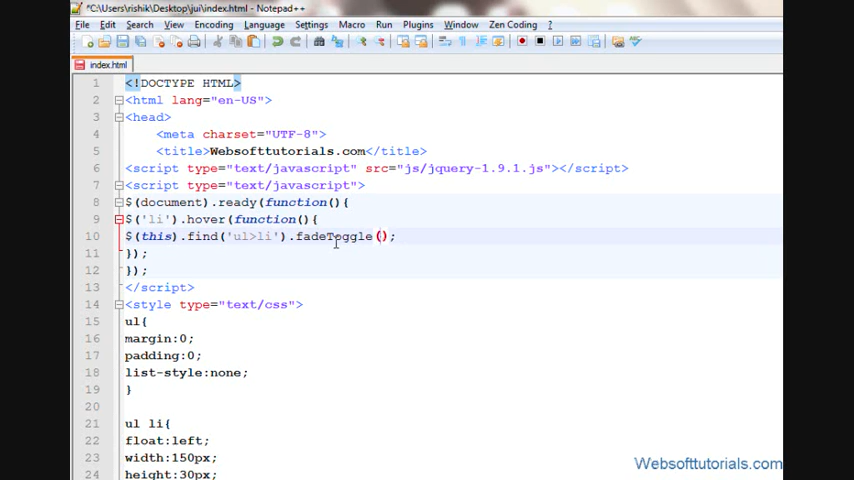 *C:\Users\rishik\Desktop\jui\index.html - Notepad++
File Edit Search View Encoding Language Settings Macro Run Plugins Window Zen Coding ?
index.html
1 <!DOCTYPE HTML>
2 <html lang="en-US">
3 <head>
4 <meta charset="UTF-8">
5 <title>Websofttutorials.com</title>
6 <script type="text/javascript" src="js/jquery-1.9.1.js"></script>
7 <script type="text/javascript">
8 $(document).ready(function(){
9 $('li').hover(function(){
10 $(this).find('ul>li').fadeToggle();
11 });
12 });
13 </script>
14 <style type="text/css">
15 ul{
16 margin:0;
17 padding:0;
18 list-style:none;
19 }
20
21 ul li{
22 float:left;
23 width:150px;
24 height:30px;
Websofttutorials.com